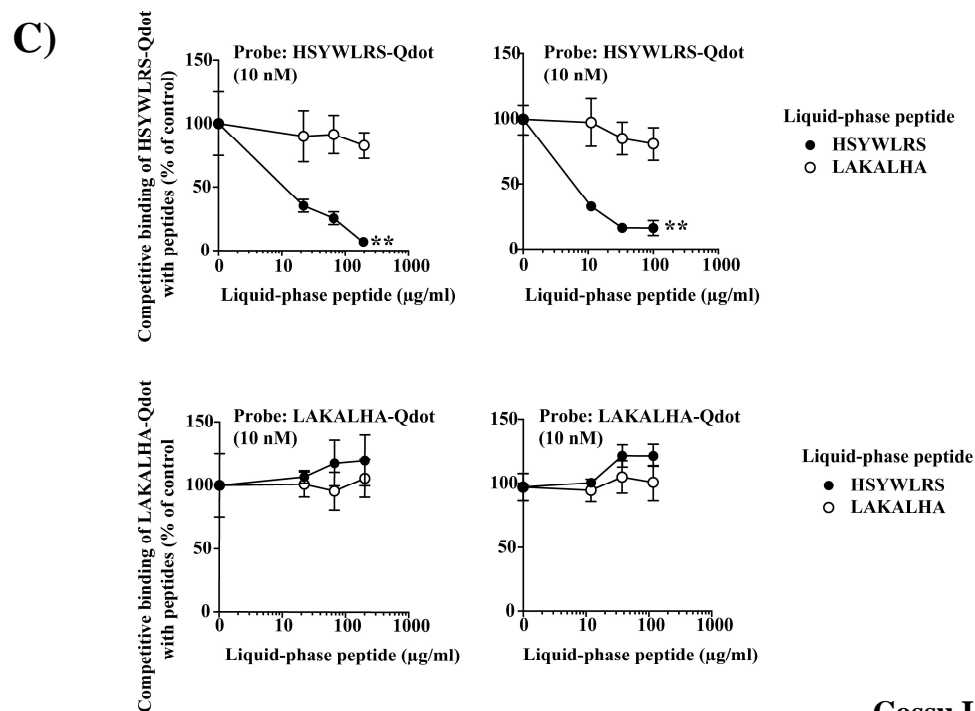 C)
Competitive binding of HSYWLRS-Qdot
with peptides (% of control)
Probe: HSYWLRS-Qdot
(10 nM)
150
100
50
0
0 10 100 1000
**
Liquid-phase peptide (µg/ml)
Probe: HSYWLRS-Qdot
(10 nM)
150
100
50
0
0 10 100 1000
**
Liquid-phase peptide (µg/ml)
Liquid-phase peptide
HSYWLRS
LAKALHA
Competitive binding of LAKALHA-Qdot
with peptides (% of control
Probe: LAKALHA-Qdot
(10 nM)
150
100
50
0
0 10 100 1000
Liquid-phase peptide (µg/ml)
Probe: LAKALHA-Qdot
(10 nM)
150
100
50
0
0 10 100 1000
Liquid-phase peptide (µg/ml)
Liquid-phase peptide
HSYWLRS
LAKALHA